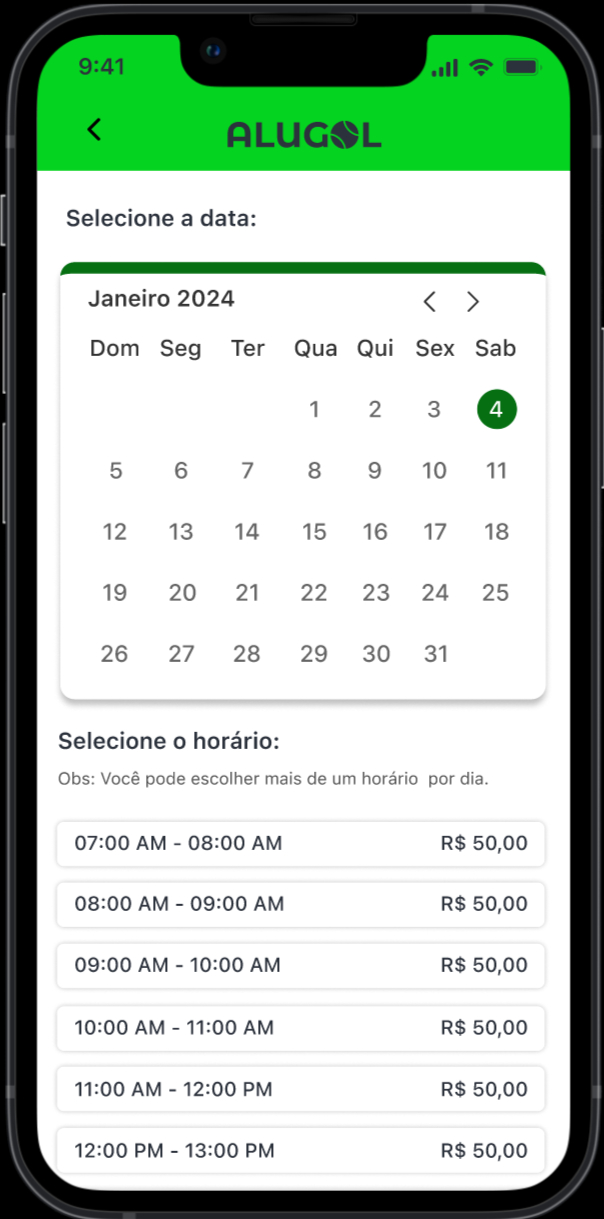 9:41
ALUGOL
Selecione a data:
Janeiro 2024
Dom Seg Ter Qua Qui Sex Sab
1 2 3 4
5 6 7 8 9 10 11
12 13 14 15 16 17 18
19 20 21 22 23 24 25
26 27 28 29 30 31
Selecione o horário:
Obs: Você pode escolher mais de um horário por dia.
07:00 AM - 08:00 AM R$ 50,00
08:00 AM - 09:00 AM R$ 50,00
09:00 AM - 10:00 AM R$ 50,00
10:00 AM - 11:00 AM R$ 50,00
11:00 AM - 12:00 PM R$ 50,00
12:00 PM - 13:00 PM R$ 50,00